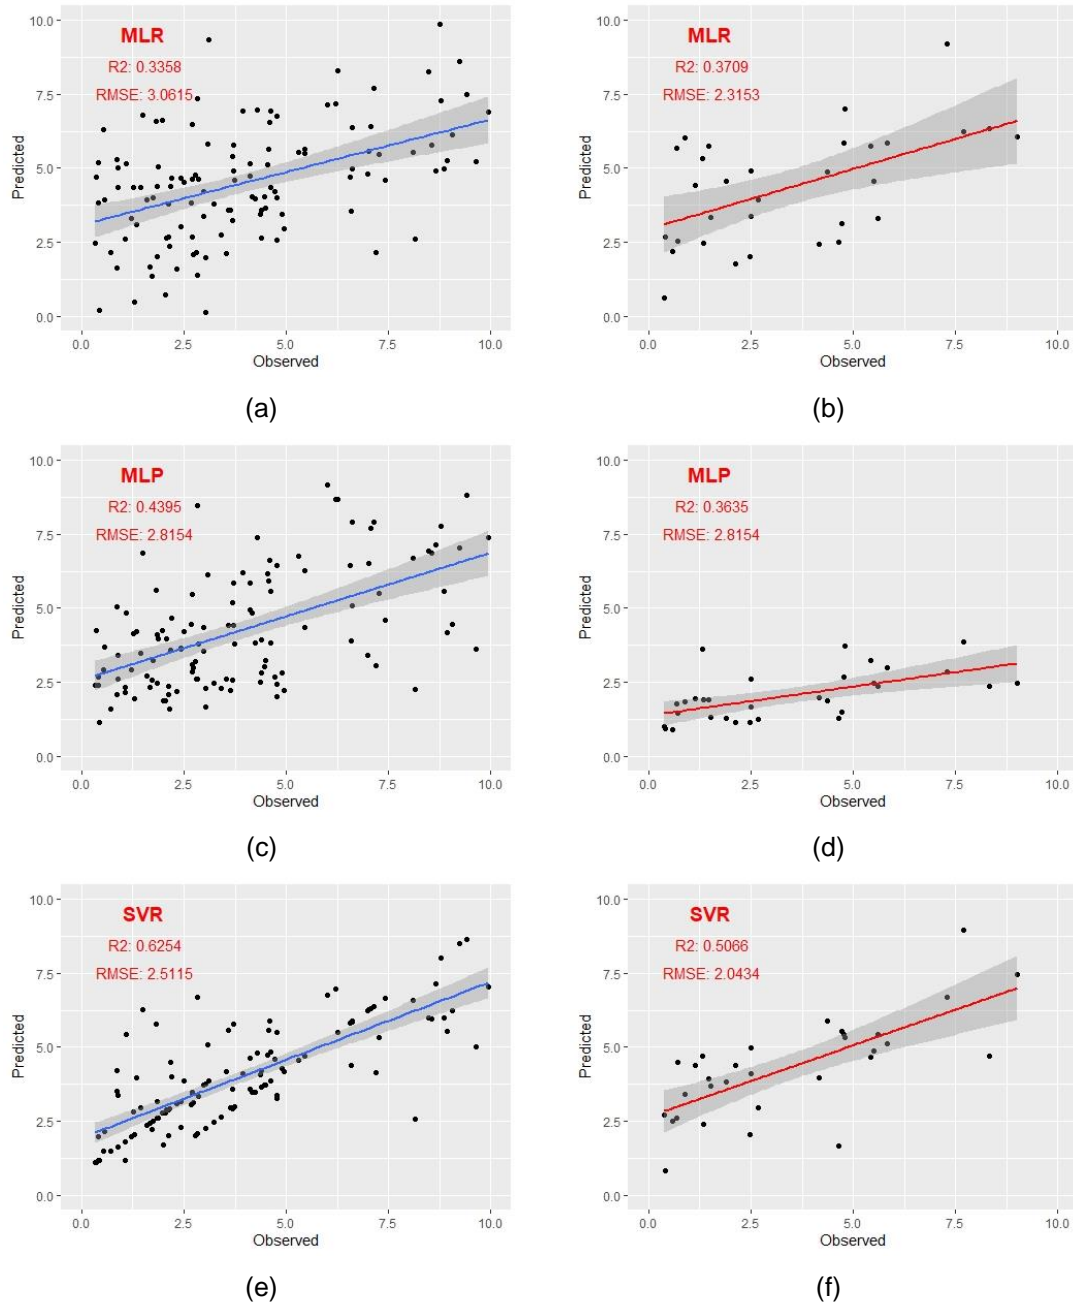 10.0
7.5
5.0
2.5
0.0
Predicted
MLR
R2: 0.3358
RMSE: 3.0615
0.0 2.5 5.0 7.5 10.0
Observed
(a)
10.0
7.5
5.0
2.5
0.0
Predicted
MLR
R2: 0.3709
RMSE: 2.3153
0.0 2.5 5.0 7.5 10.0
Observed
(b)
10.0
7.5
5.0
2.5
0.0
Predicted
MLP
R2: 0.4395
RMSE: 2.8154
0.0 2.5 5.0 7.5 10.0
Observed
(c)
10.0
7.5
5.0
2.5
0.0
Predicted
MLP
R2: 0.3635
RMSE: 2.8154
0.0 2.5 5.0 7.5 10.0
Observed
(d)
10.0
7.5
5.0
2.5
0.0
Predicted
SVR
R2: 0.6254
RMSE: 2.5115
0.0 2.5 5.0 7.5 10.0
Observed
(e)
10.0
7.5
5.0
2.5
0.0
Predicted
SVR
R2: 0.5066
RMSE: 2.0434
0.0 2.5 5.0 7.5 10.0
Observed
(f)